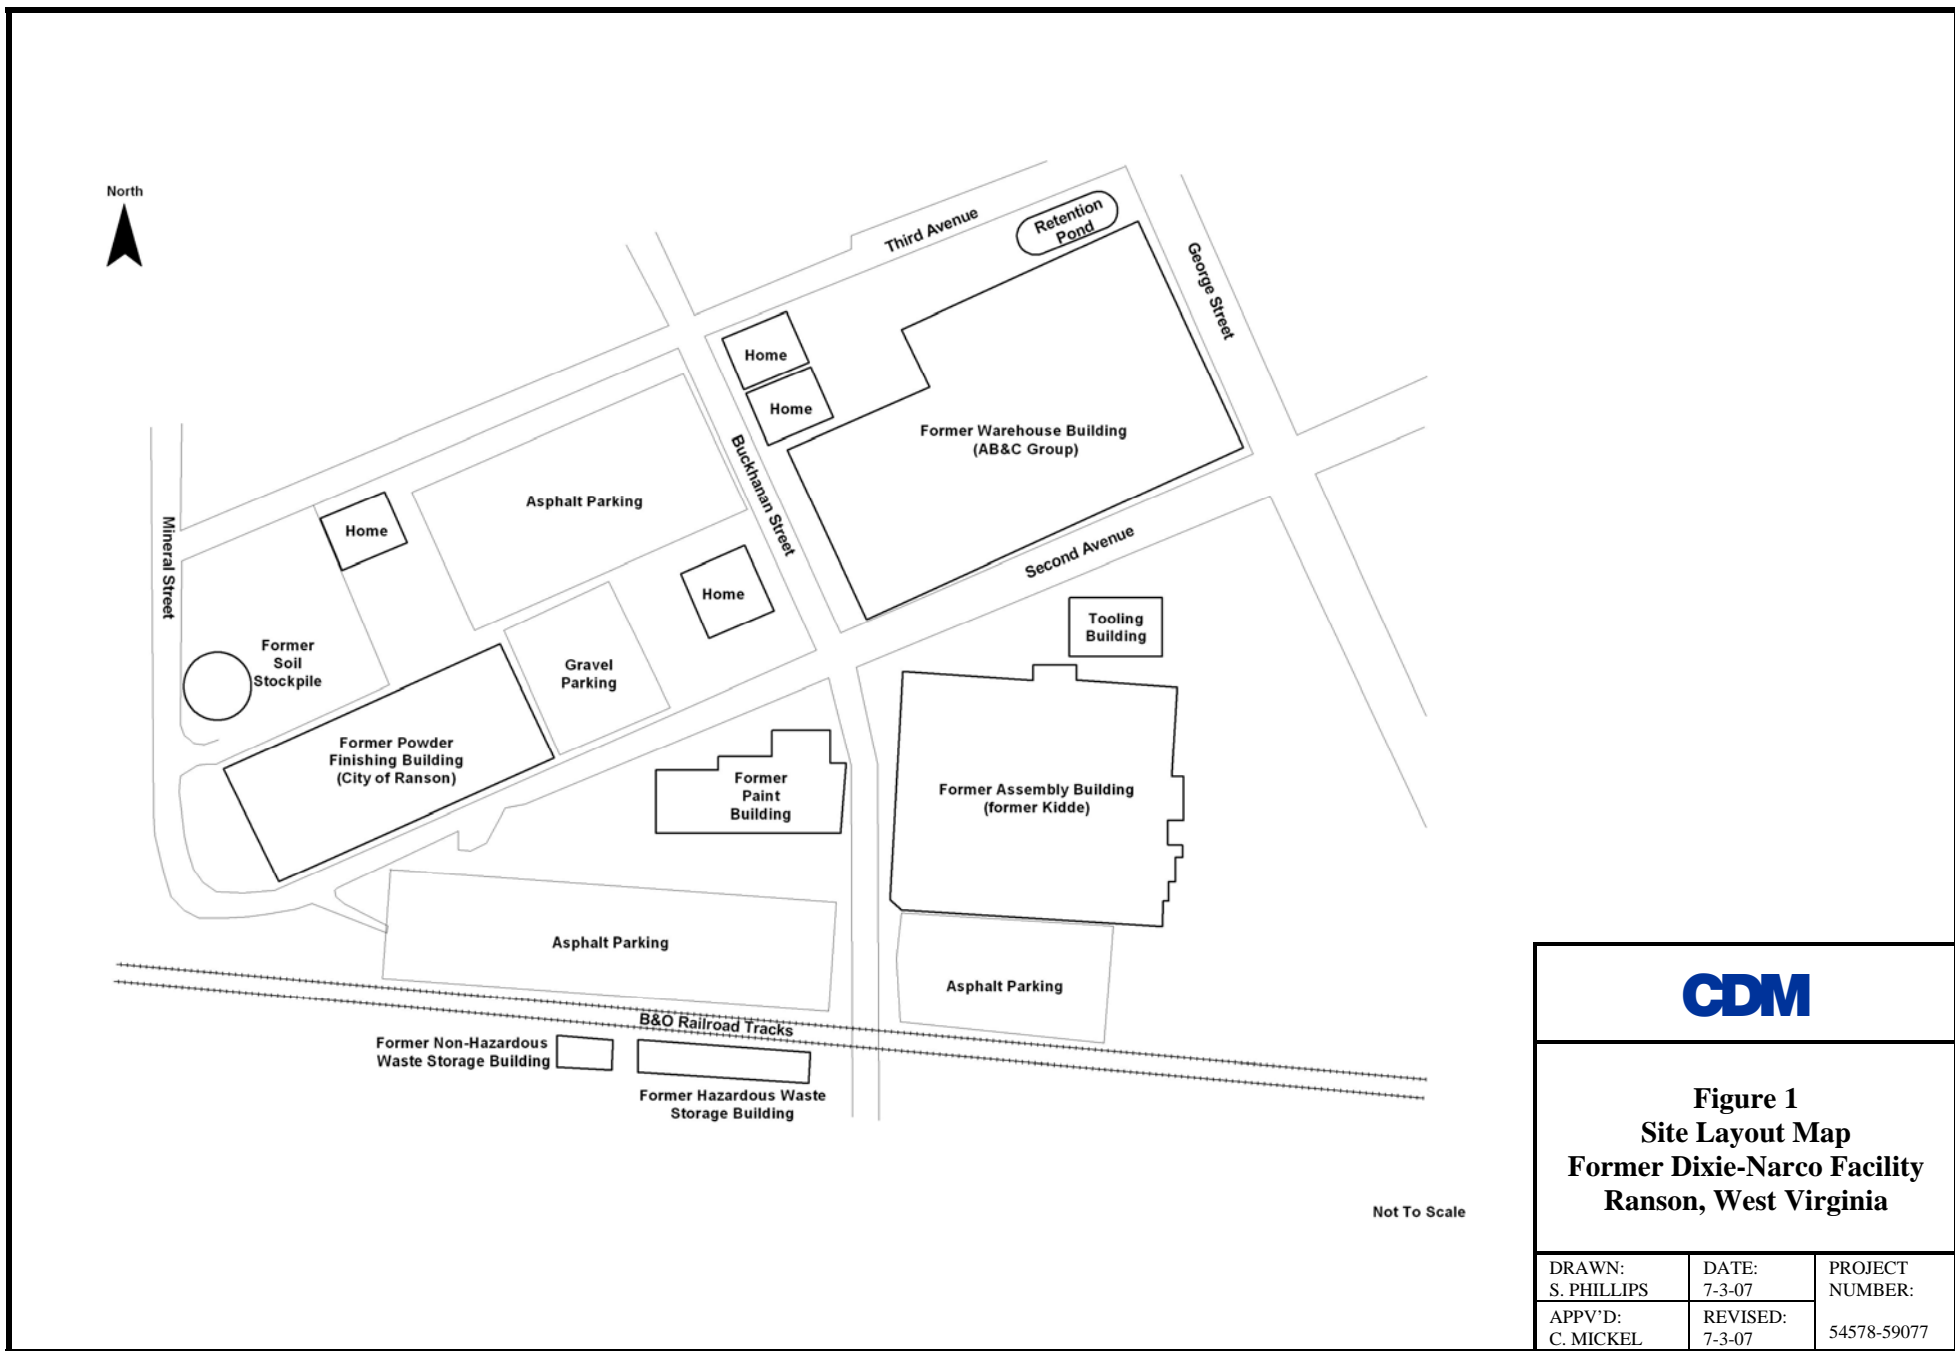 North
Third Avenue
Retention
Pond
George Street
Home
Home
Former Warehouse Building
(AB&C Group)
Buckhanan Street
Asphalt Parking
Home
Mineral Street
Second Avenue
Home
Tooling
Building
Former
Soil
Stockpile
Gravel
Parking
Former Powder
Finishing Building
(City of Ranson)
Former
Paint
Building
Former Assembly Building
(former Kidde)
Asphalt Parking
Asphalt Parking
B&O Railroad Tracks
Former Non-Hazardous
Waste Storage Building
Former Hazardous Waste
Storage Building
Not To Scale
CDM
Figure 1
Site Layout Map
Former Dixie-Narco Facility
Ranson, West Virginia
DRAWN:
S. PHILLIPS
DATE:
7-3-07
PROJECT
NUMBER:
54578-59077
APPV’D:
C. MICKEL
REVISED:
7-3-07